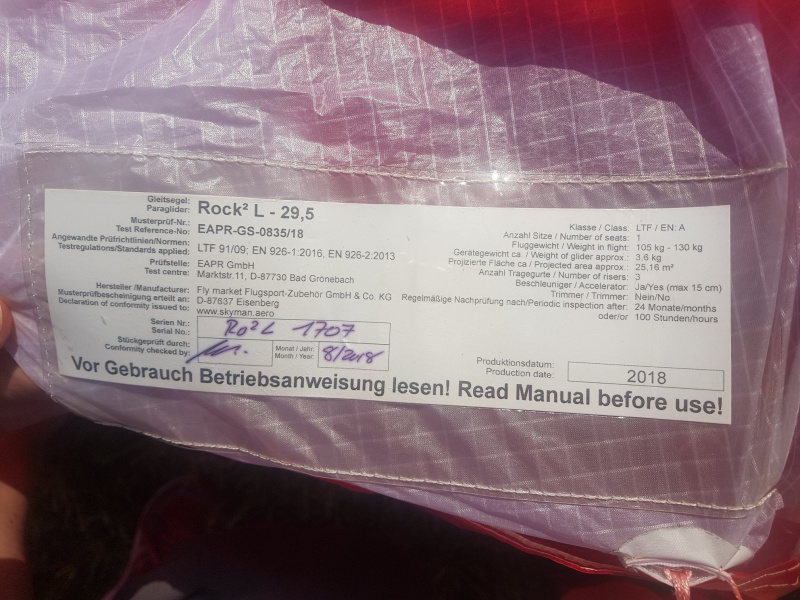 Gleitsegel:
Paraglider: Rock² L - 29,5
Musterprüf-Nr.:
Test Reference-No: EAPR-GS-0835/18
Angewandte Prüfrichtlinien/Normen:
Testregulations/Standards applied: LTF 91/09; EN 926-1:2016, EN 926-2:2013
Prüfstelle: EAPR GmbH
Test centre: Marktstr.11, D-87730 Bad Grönebach
Hersteller /Manufacturer: Fly market Flugsport-Zubehör GmbH & Co. KG
Musterprüfbescheinigung erteilt an: D-87637 Eisenberg
Declaration of conformity issued to: www.skyman.aero
Serien Nr.:
Serial No.: Ro²L 1707
Stückgeprüft durch: Monat / Jahr:
Conformity checked by: Month / Year: 8/2018
Klasse / Class: LTF / EN: A
Anzahl Sitze / Number of seats: 1
Fluggewicht / Weight in flight: 105 kg - 130 kg
Gerätegewicht ca. / Weight of glider approx.: 3,6 kg
Projizierte Fläche ca / Projected area approx.: 25,16 m²
Anzahl Tragegurte / Number of risers: 3
Beschleuniger / Accelerator: Ja/Yes (max 15 cm)
Trimmer / Trimmer: Nein/No
Regelmäßige Nachprüfung nach/Periodic inspection after: 24 Monate/months
oder/or 100 Stunden/hours
Produktionsdatum:
Production date: 2018
Vor Gebrauch Betriebsanweisung lesen! Read Manual before use!